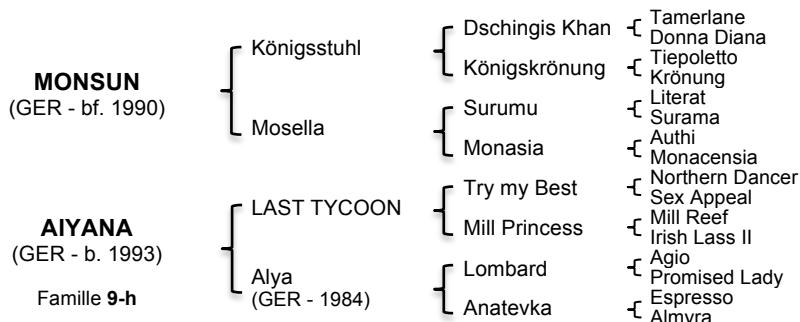 MONSUN
(GER - bf. 1990)
Königsstuhl
Mosella
Dschingis Khan
Königskrönung
Surumu
Monasia
Tamerlane
Donna Diana
Tiepoletto
Krönung
Literat
Surama
Authi
Monacensia
AIYANA
(GER - b. 1993)
Famille 9-h
LAST TYCOON
Alya
(GER - 1984)
Try my Best
Mill Princess
Lombard
Anatevka
Northern Dancer
Sex Appeal
Mill Reef
Irish Lass II
Agio
Promised Lady
Espresso
Almyra